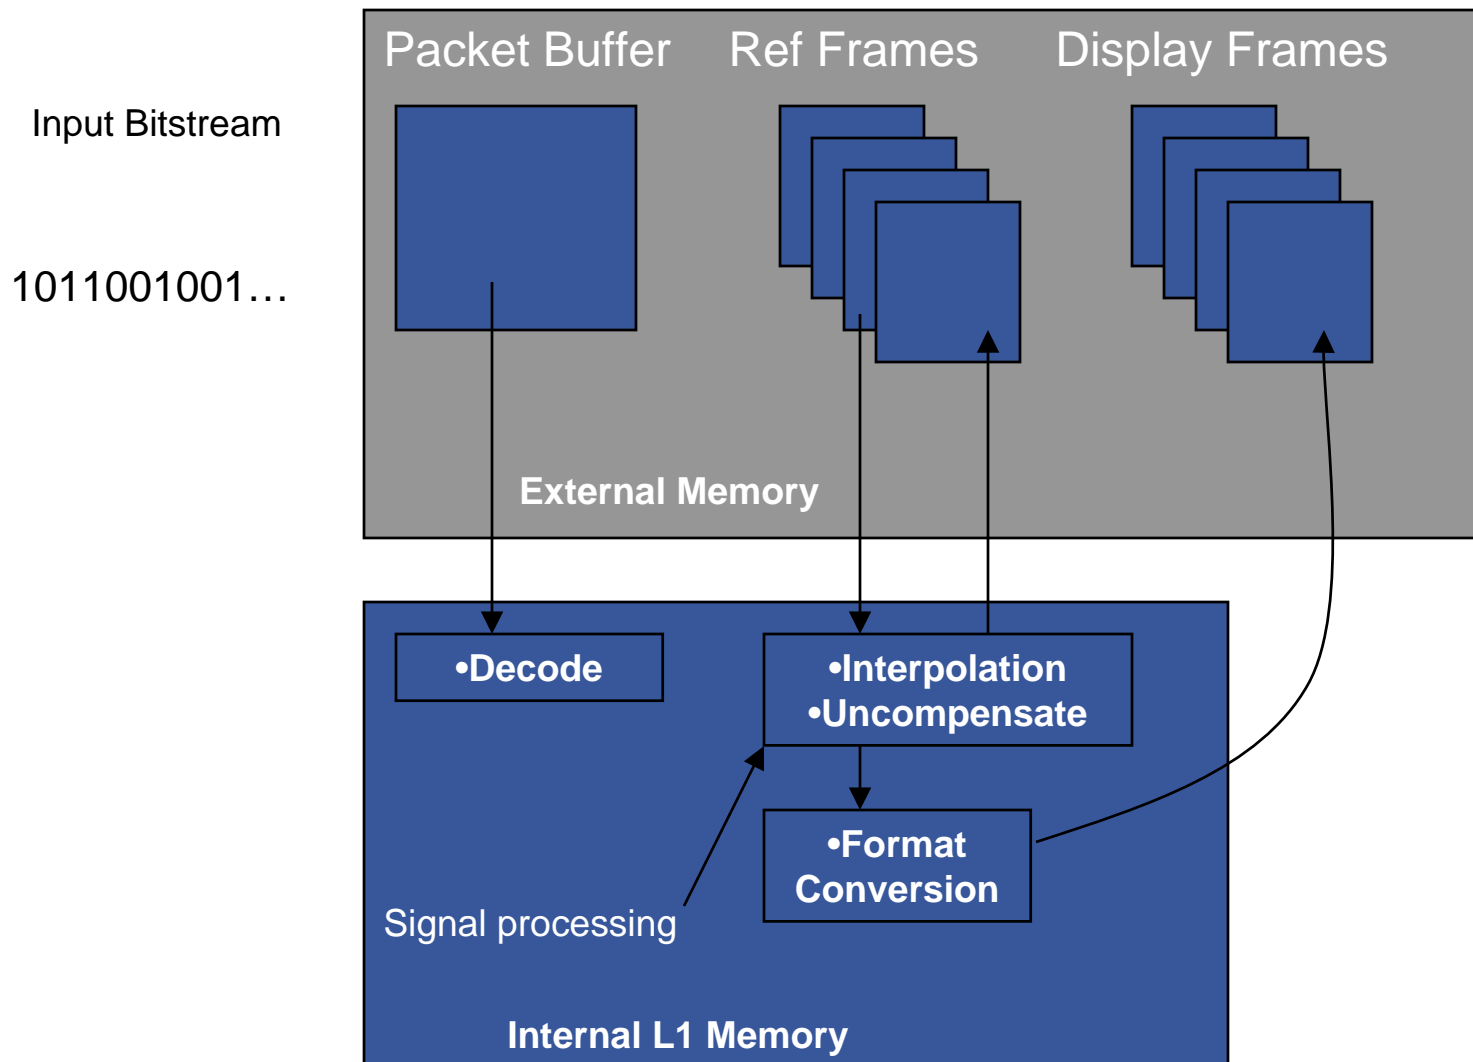 Packet Buffer
Ref Frames
Display Frames
Input Bitstream
1011001001…
External Memory
•Decode
•Interpolation
•Uncompensate
•Format
Conversion
Signal processing
Internal L1 Memory